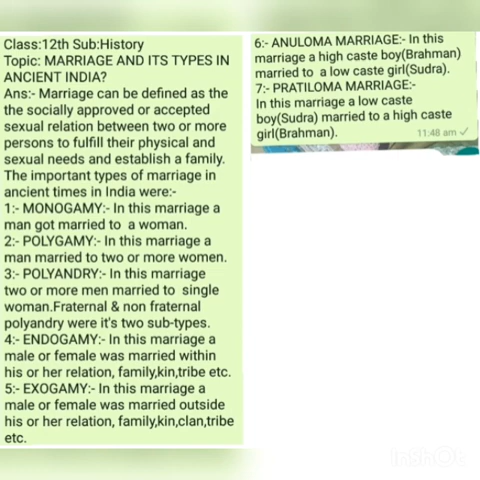 Class:12th Sub:History
Topic: MARRIAGE AND ITS TYPES IN
ANCIENT INDIA?
Ans:- Marriage can be defined as the
the socially approved or accepted
sexual relation between two or more
persons to fulfill their physical and
sexual needs and establish a family.
The important types of marriage in
ancient times in India were:-
1:- MONOGAMY:- In this marriage a
man got married to a woman.
2:- POLYGAMY:- In this marriage a
man married to two or more women.
3:- POLYANDRY:- In this marriage
two or more men married to single
woman.Fraternal & non fraternal
polyandry were it's two sub-types.
4:- ENDOGAMY:- In this marriage a
male or female was married within
his or her relation, family,kin,tribe etc.
5:- EXOGAMY:- In this marriage a
male or female was married outside
his or her relation, family,kin,clan,tribe
etc.
6:- ANULOMA MARRIAGE:- In this
marriage a high caste boy(Brahman)
married to a low caste girl(Sudra).
7:- PRATILOMA MARRIAGE:-
In this marriage a low caste
boy(Sudra) married to a high caste
girl(Brahman).
11:48 am
InShOt